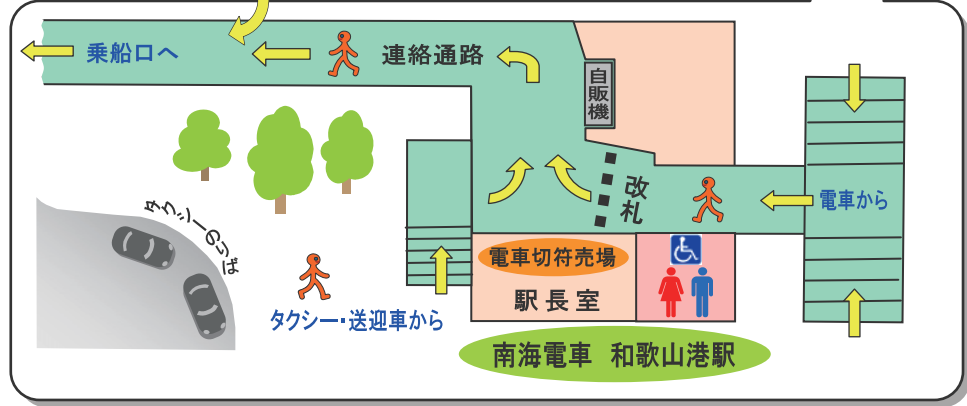 乗船口へ
連絡通路
自販機
改札
電車から
タクシーのりば
電車切符売場
駅長室
タクシー・送迎車から
南海電車 和歌山港駅